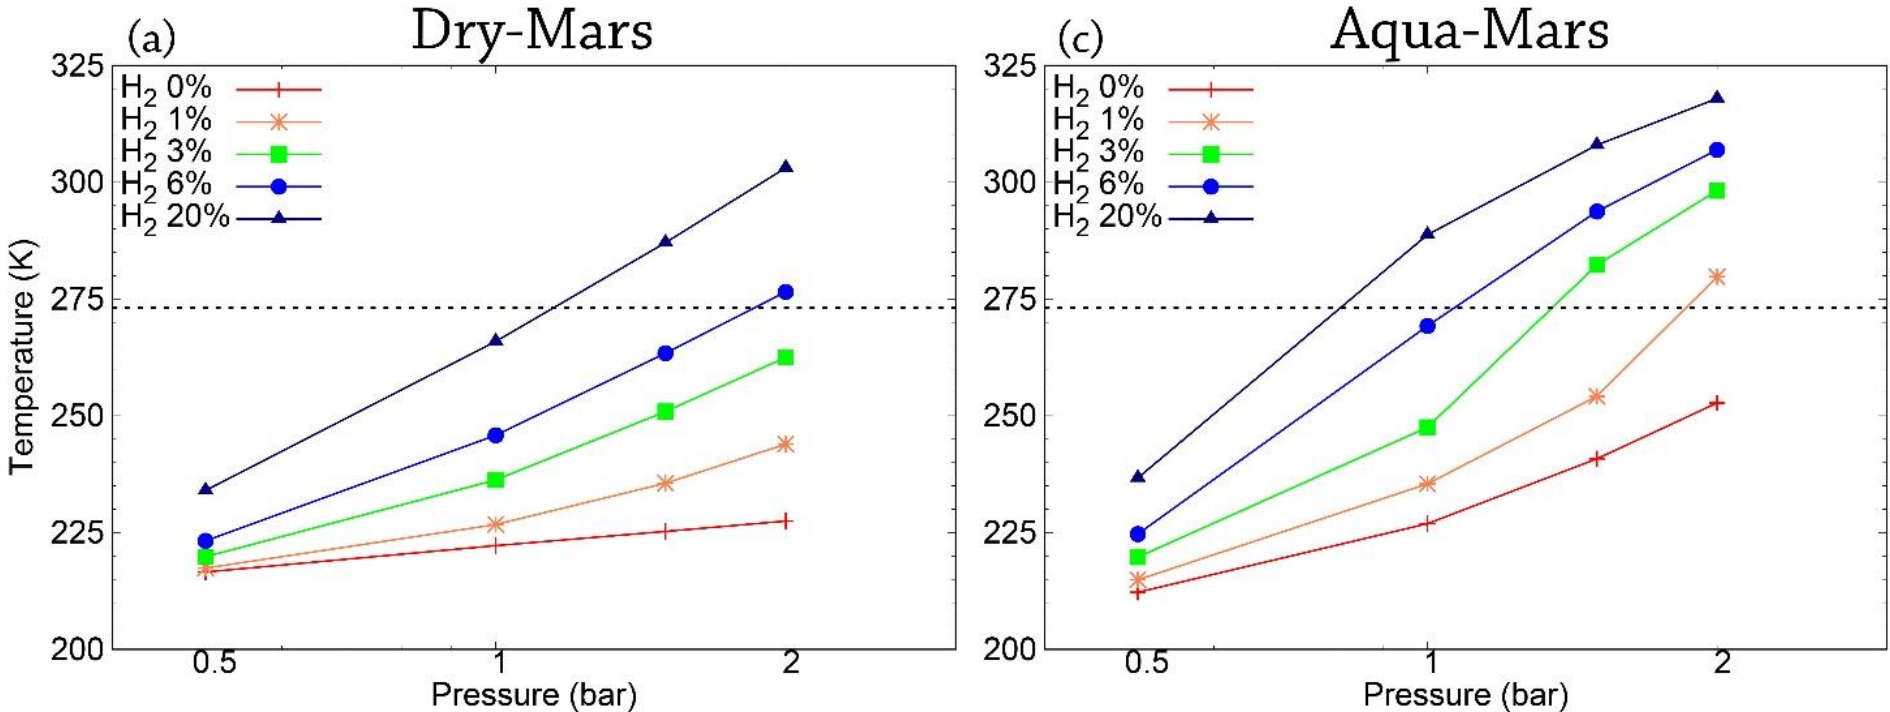 (a) Dry-Mars
325
300
275
250
225
200
Temperature (K)
H2 0%
H2 1%
H2 3%
H2 6%
H2 20%
0.5 1 2
Pressure (bar)
(c) Aqua-Mars
325
300
275
250
225
200
H2 0%
H2 1%
H2 3%
H2 6%
H2 20%
0.5 1 2
Pressure (bar)